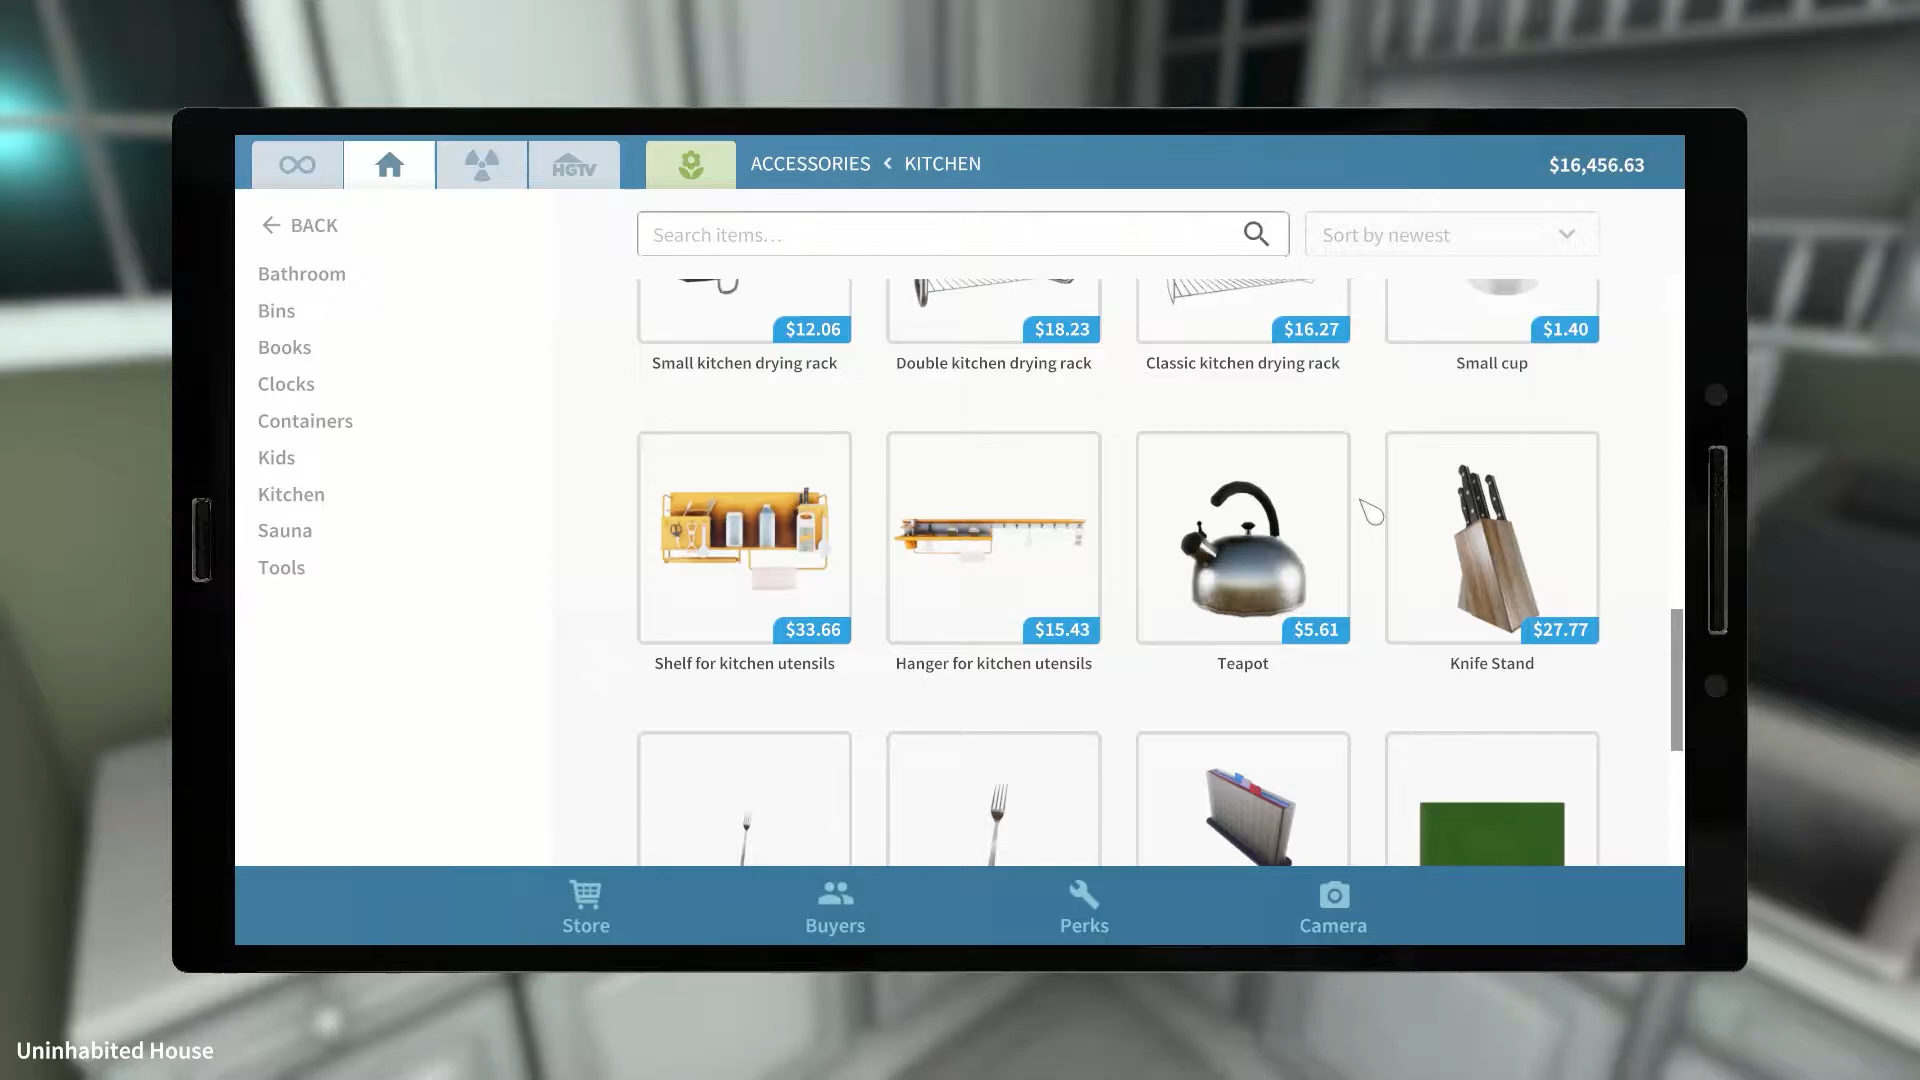 HGTV
ACCESSORIES < KITCHEN
$16,456.63
BACK
Search items...
Sort by newest
Bathroom
Bins
Books
Clocks
Containers
Kids
Kitchen
Sauna
Tools
$12.06
$18.23
$16.27
$1.40
Small kitchen drying rack
Double kitchen drying rack
Classic kitchen drying rack
Small cup
$33.66
$15.43
$5.61
$27.77
Shelf for kitchen utensils
Hanger for kitchen utensils
Teapot
Knife Stand
Store
Buyers
Perks
Camera
Uninhabited House